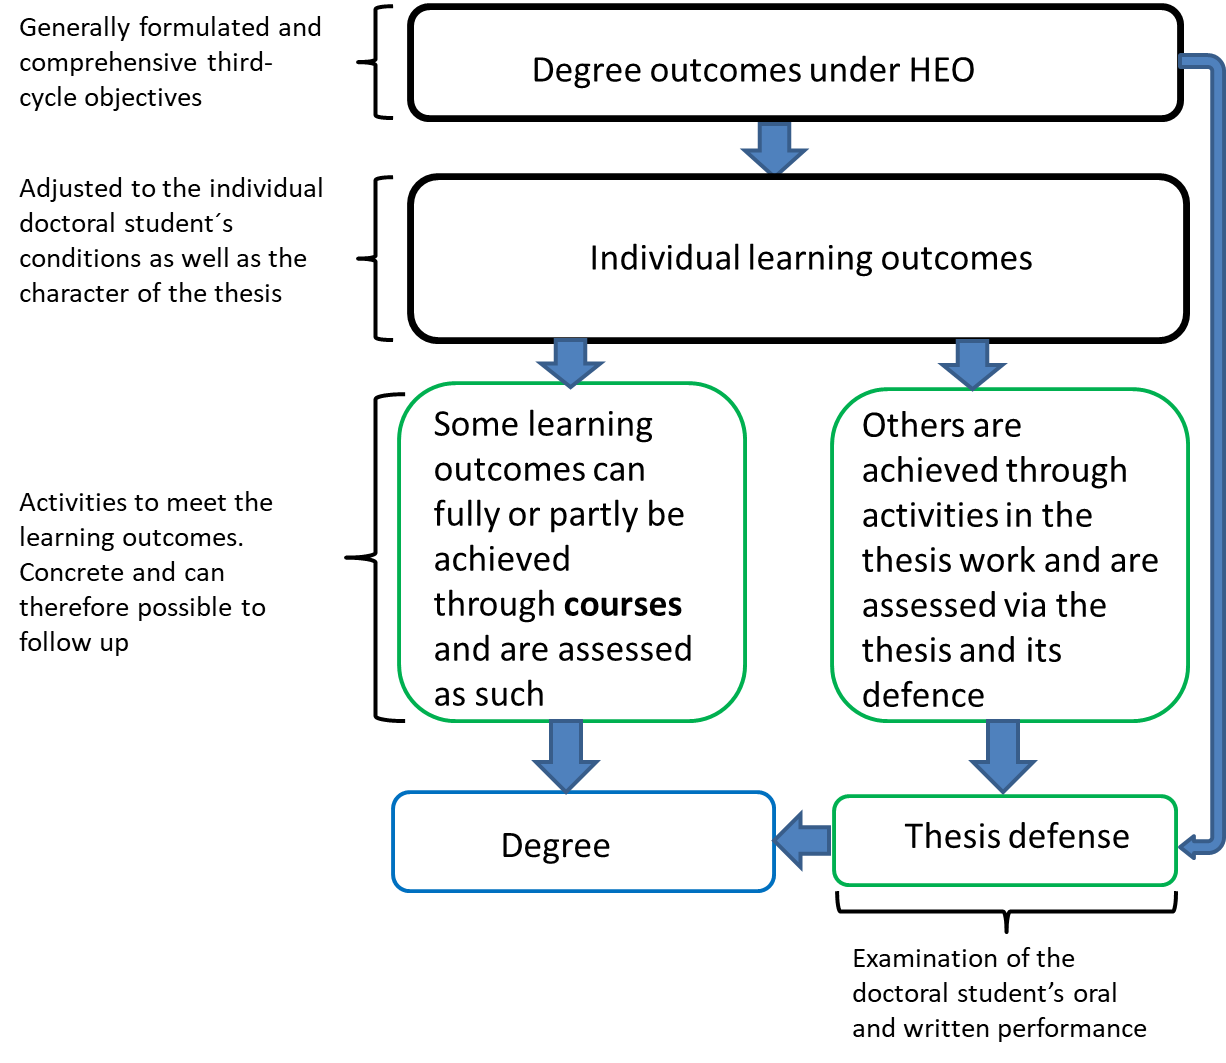 Generally formulated and
comprehensive third-
cycle objectives
Degree outcomes under HEO
Adjusted to the individual
doctoral student´s
conditions as well as the
character of the thesis
Individual learning outcomes
Activities to meet the
learning outcomes.
Concrete and can
therefore possible to
follow up
Some learning
outcomes can
fully or partly be
achieved
through courses
and are assessed
as such
Others are
achieved through
activities in the
thesis work and are
assessed via the
thesis and its
defence
Degree
Thesis defense
Examination of the
doctoral student’s oral
and written performance